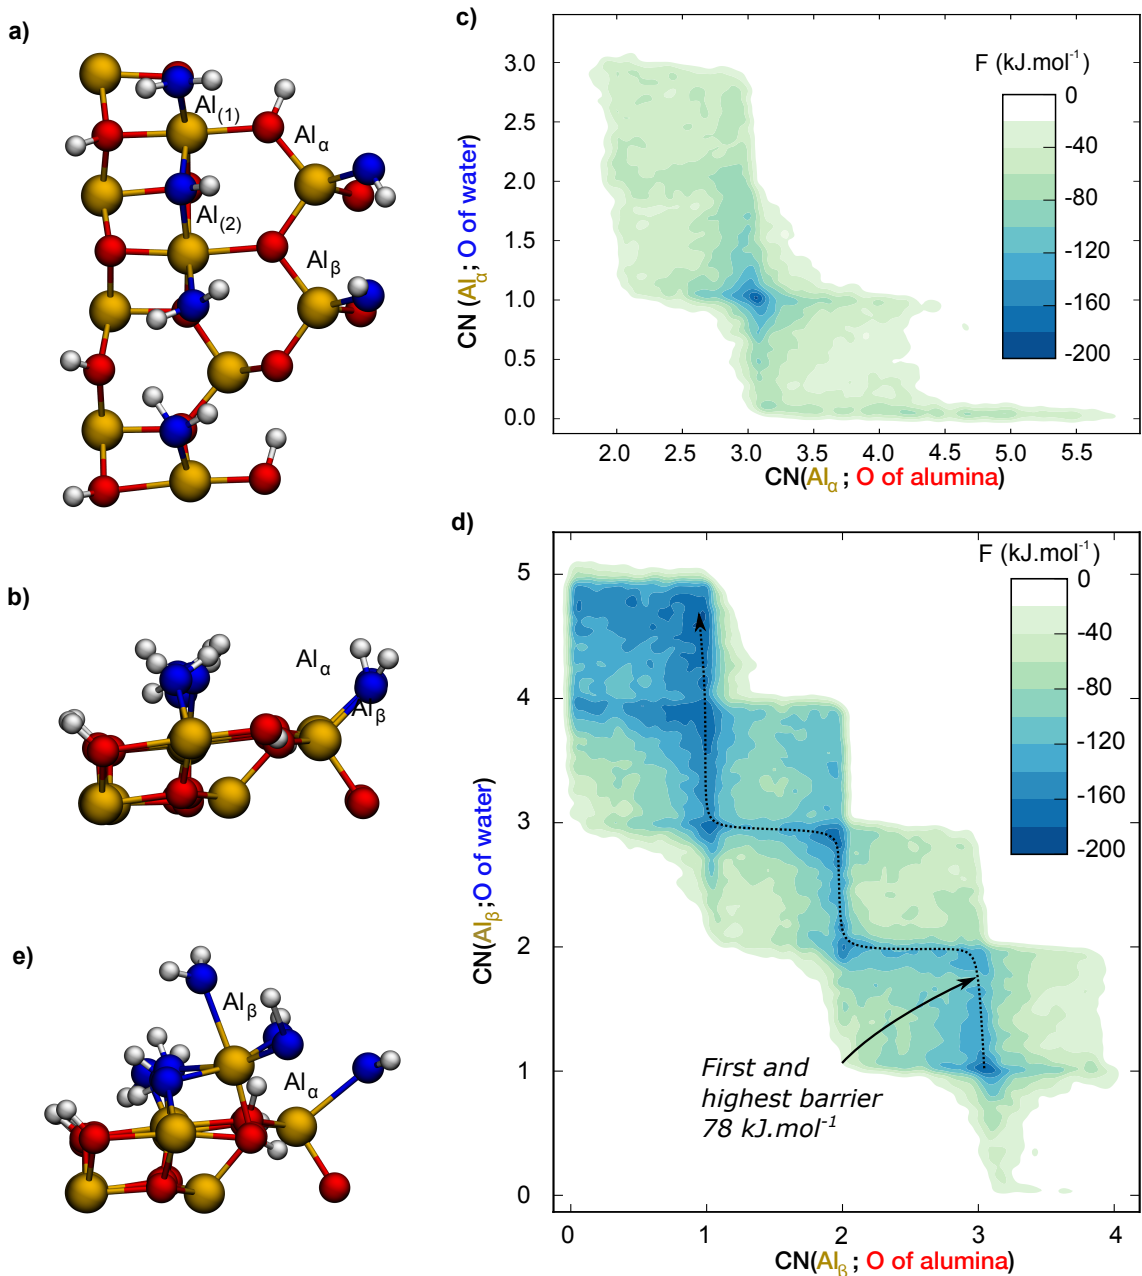 a)
Al(1)
Alα
Al(2)
Alβ
b)
Alα
Alβ
e)
Alβ
Alα
c)
F (kJ.mol-1)
0
-40
-80
-120
-160
-200
3.0
2.5
2.0
1.5
1.0
0.5
0.0
CN (Alα; O of water)
2.0 2.5 3.0 3.5 4.0 4.5 5.0 5.5
CN(Alα; O of alumina)
d)
F (kJ.mol-1)
0
-40
-80
-120
-160
-200
5
4
3
2
1
0
CN(Alβ;O of water)
First and
highest barrier
78 kJ.mol-1
0 1 2 3 4
CN(Alβ; O of alumina)